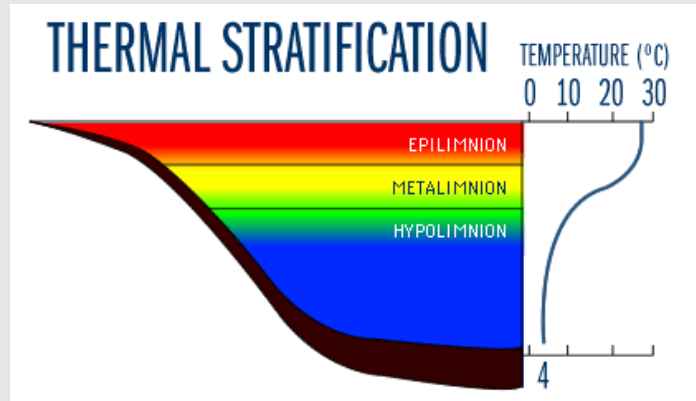 THERMAL STRATIFICATION
TEMPERATURE (°C)
0 10 20 30
EPILIMNION
METALIMNION
HYPOLIMNION
4